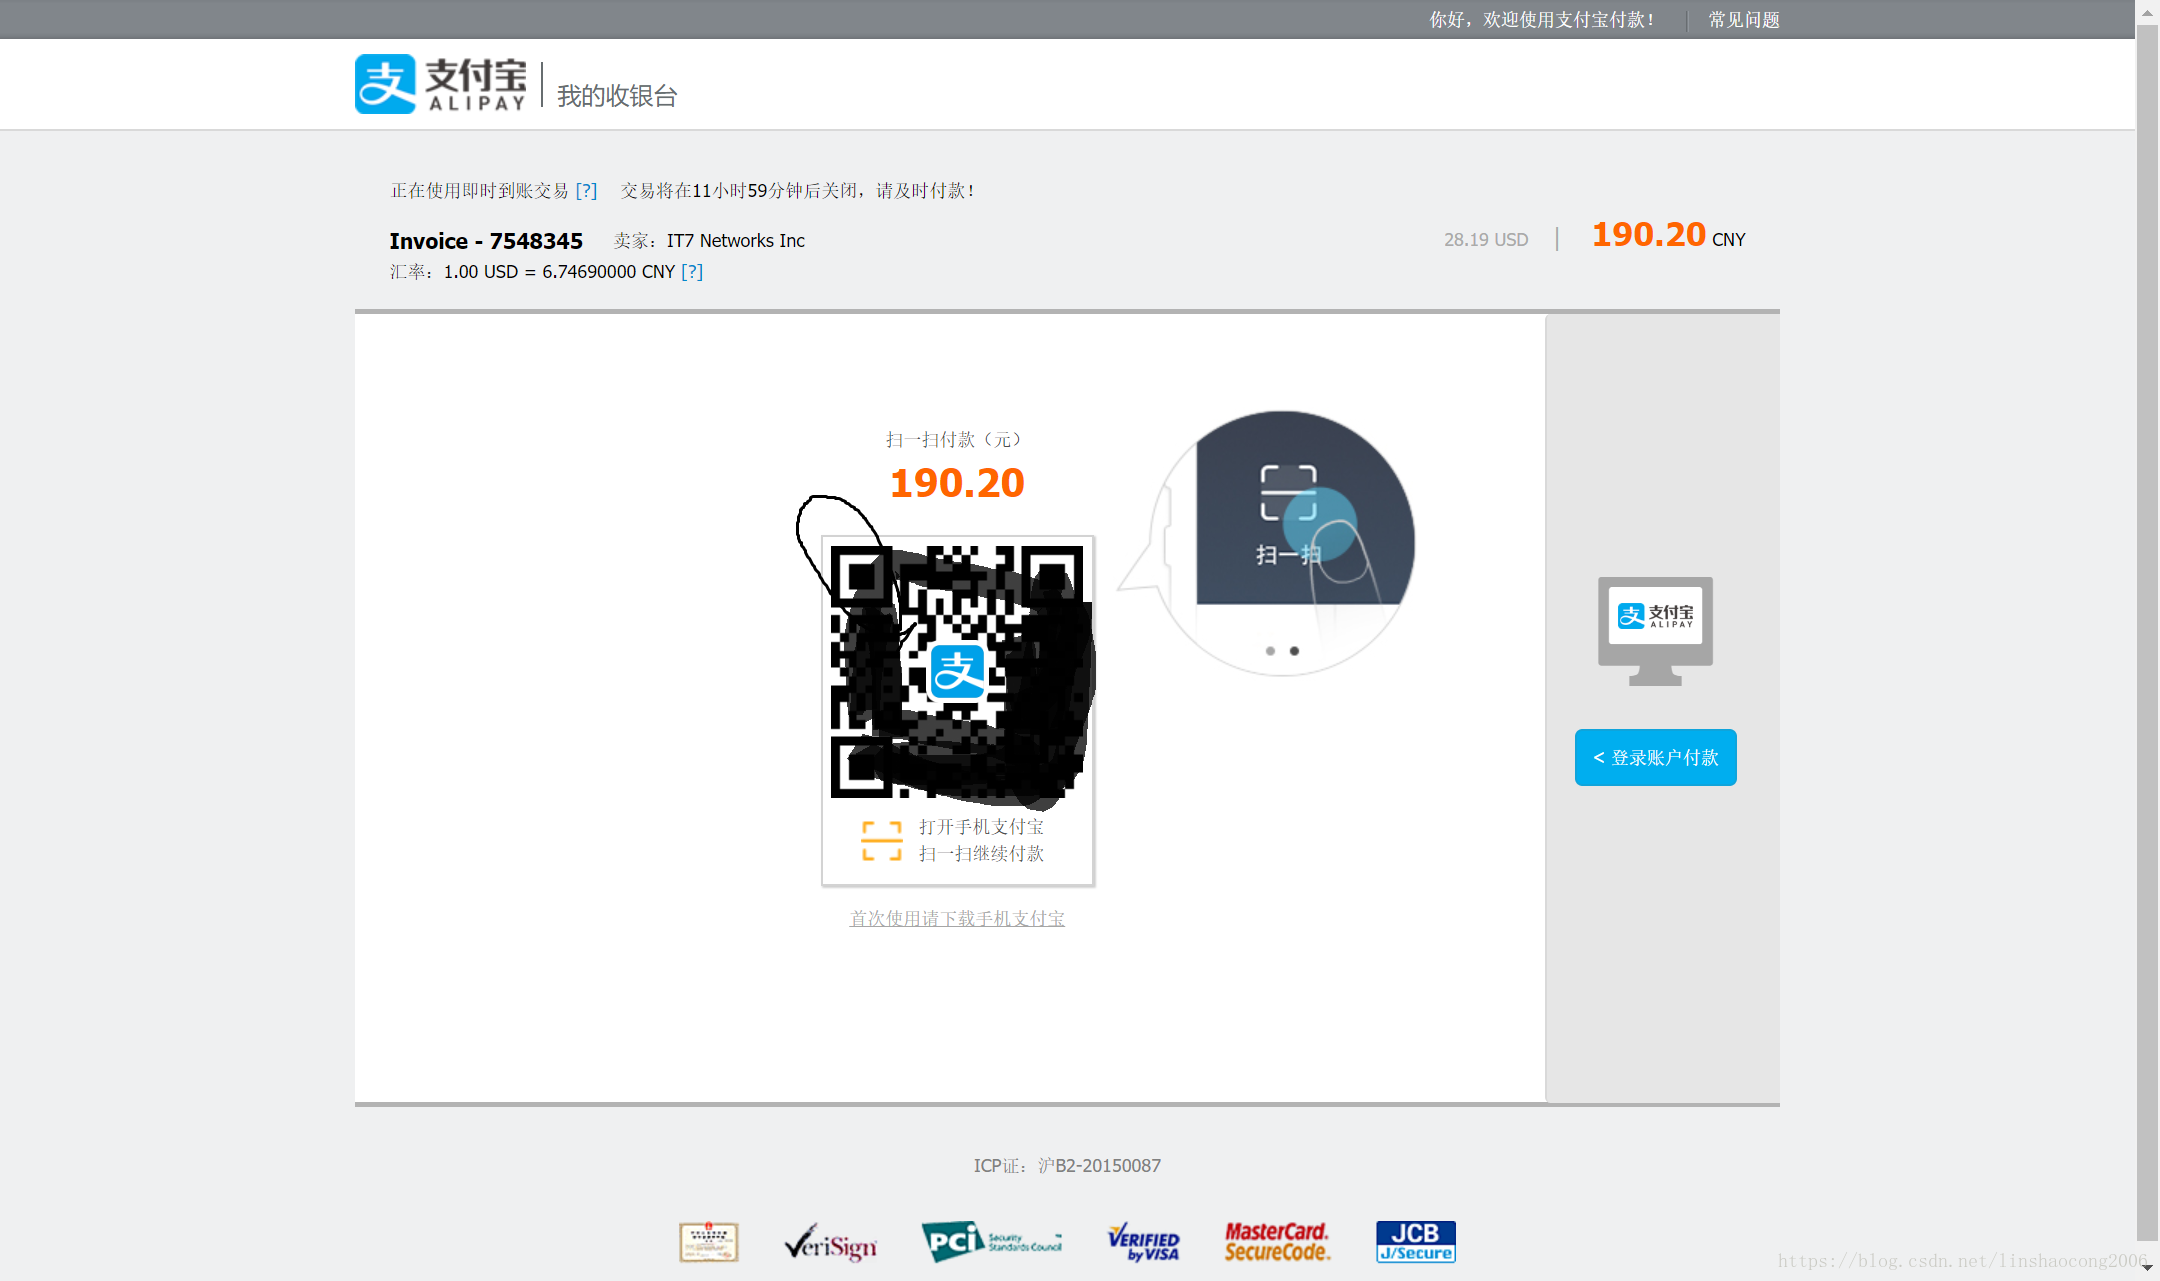 你好，欢迎使用支付宝付款！ 常见问题
支付宝 ALIPAY 我的收银台
正在使用即时到账交易 [?] 交易将在11小时59分钟后关闭，请及时付款！
Invoice - 7548345 卖家：IT7 Networks Inc 28.19 USD | 190.20 CNY
汇率：1.00 USD = 6.74690000 CNY [?]
扫一扫付款（元）
190.20
扫一扫
支
支付宝
ALIPAY
< 登录账户付款
打开手机支付宝
扫一扫继续付款
首次使用请下载手机支付宝
ICP证：沪B2-20150087
VeriSign
PCi Security Standards Council
VERIFIED by VISA
MasterCard. SecureCode.
JCB J/Secure
https://blog.csdn.net/linshaocong2006